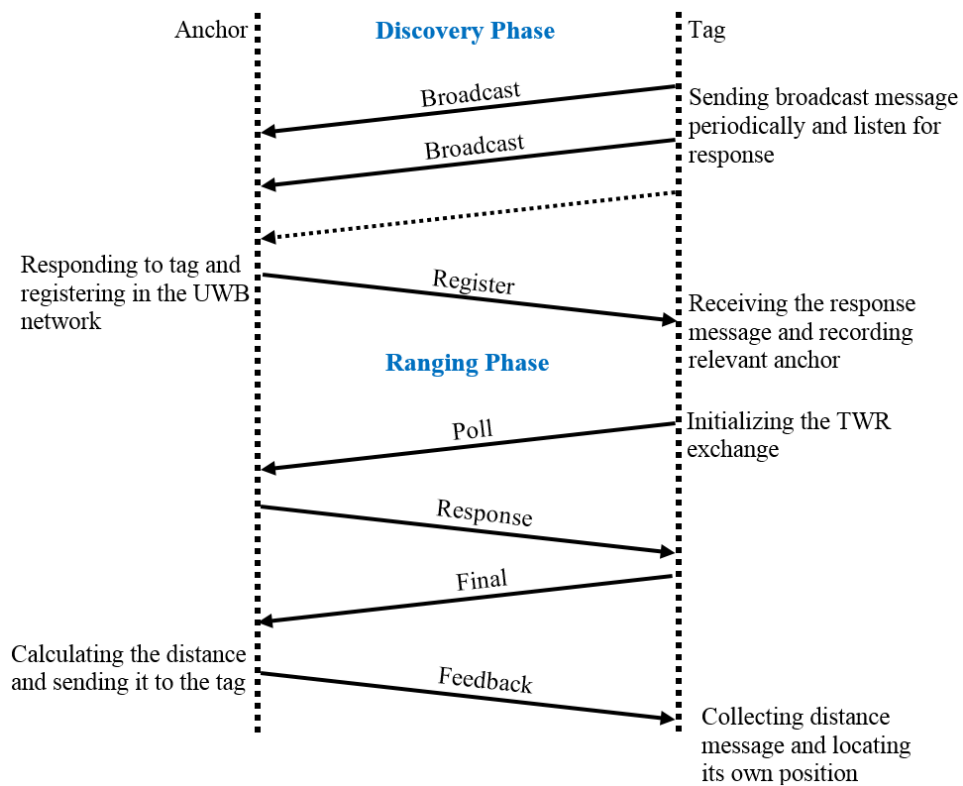 Anchor
Discovery Phase
Tag
Broadcast
Sending broadcast message
periodically and listen for
response
Broadcast
Responding to tag and
registering in the UWB
network
Register
Receiving the response
message and recording
relevant anchor
Ranging Phase
Poll
Initializing the TWR
exchange
Response
Final
Calculating the distance
and sending it to the tag
Feedback
Collecting distance
message and locating
its own position